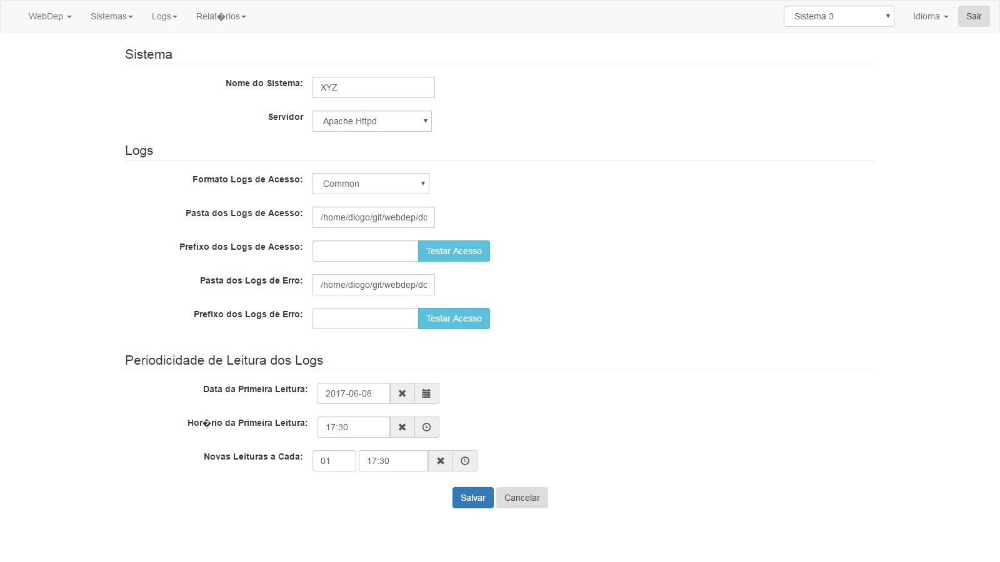 WebDep Sistemas Logs Relat�rios Sistema 3 Idioma Sair
Sistema
Nome do Sistema: XYZ
Servidor Apache Httpd
Logs
Formato Logs de Acesso: Common
Pasta dos Logs de Acesso: /home/diogo/git/webdep/do
Prefixo dos Logs de Acesso: Testar Acesso
Pasta dos Logs de Erro: /home/diogo/git/webdep/do
Prefixo dos Logs de Erro: Testar Acesso
Periodicidade de Leitura dos Logs
Data da Primeira Leitura: 2017-06-08
Hor�rio da Primeira Leitura: 17:30
Novas Leituras a Cada: 01 17:30
Salvar Cancelar